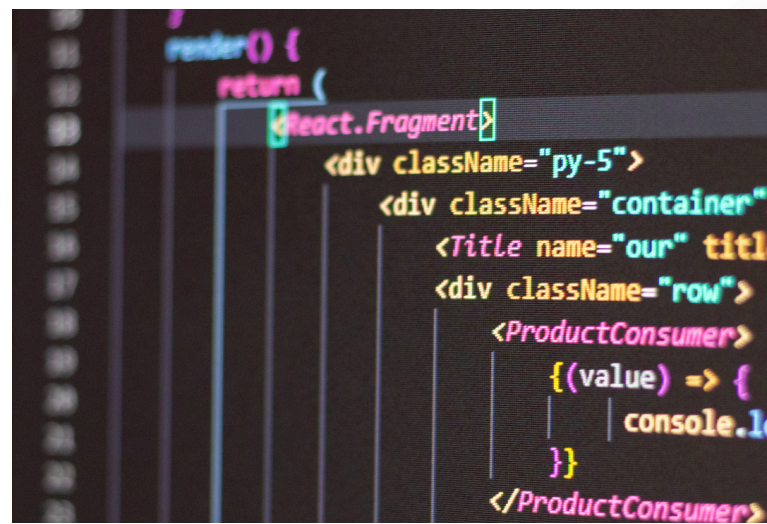 }
render() {
return (
<React.Fragment>
<div className="py-5">
<div className="container"
<Title name="our" titl
<div className="row">
<ProductConsumer>
{(value) => {
console.l
}}
</ProductConsumer>